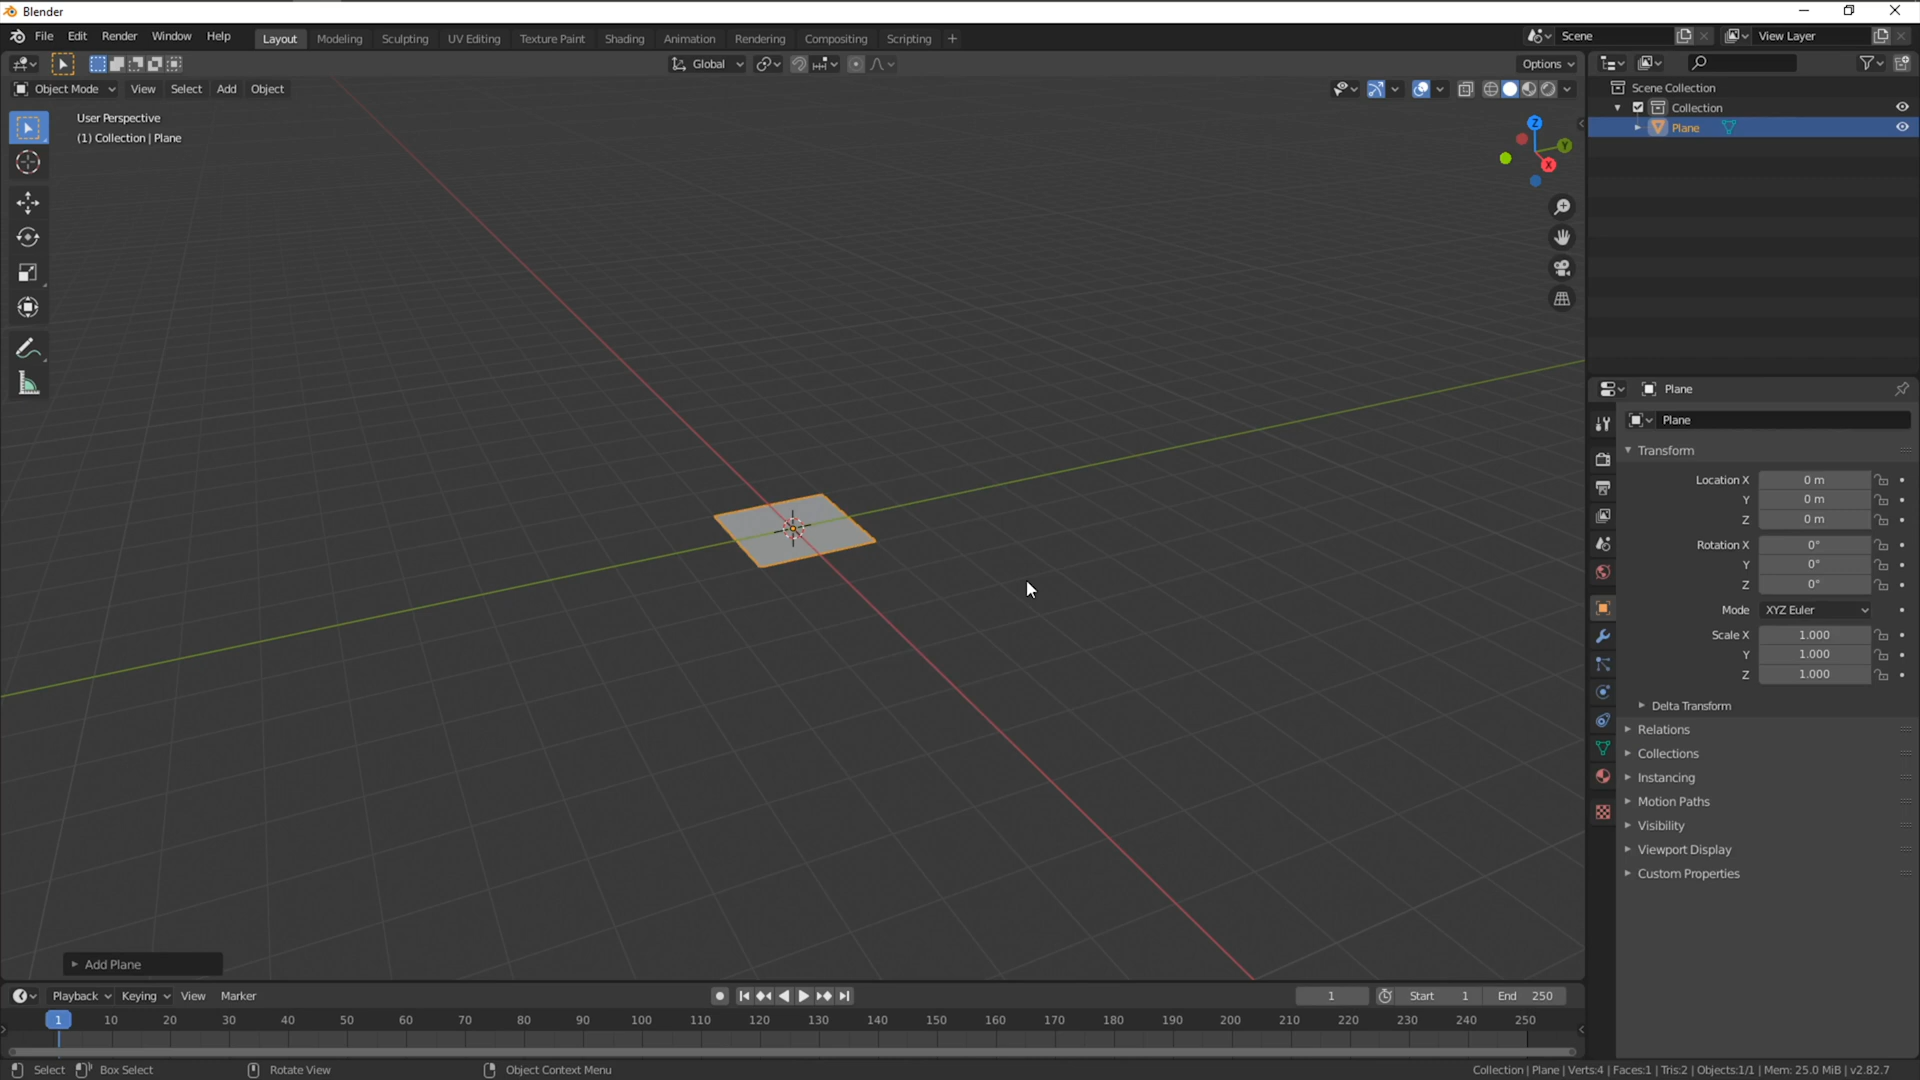 Blender
File Edit Render Window Help Layout Modeling Sculpting UV Editing Texture Paint Shading Animation Rendering Compositing Scripting + Scene View Layer
Global Options
Object Mode View Select Add Object
User Perspective
(1) Collection | Plane
Z
Y
X
Scene Collection
Collection
Plane
Plane
Plane
Transform
Location X 0 m
Y 0 m
Z 0 m
Rotation X 0°
Y 0°
Z 0°
Mode XYZ Euler
Scale X 1.000
Y 1.000
Z 1.000
Delta Transform
Relations
Collections
Instancing
Motion Paths
Visibility
Viewport Display
Custom Properties
Add Plane
Playback Keying View Marker 1 Start 1 End 250
1 10 20 30 40 50 60 70 80 90 100 110 120 130 140 150 160 170 180 190 200 210 220 230 240 250
Select Box Select Rotate View Object Context Menu Collection | Plane | Verts:4 | Faces:1 | Tris:2 | Objects:1/1 | Mem: 25.0 MiB | v2.82.7